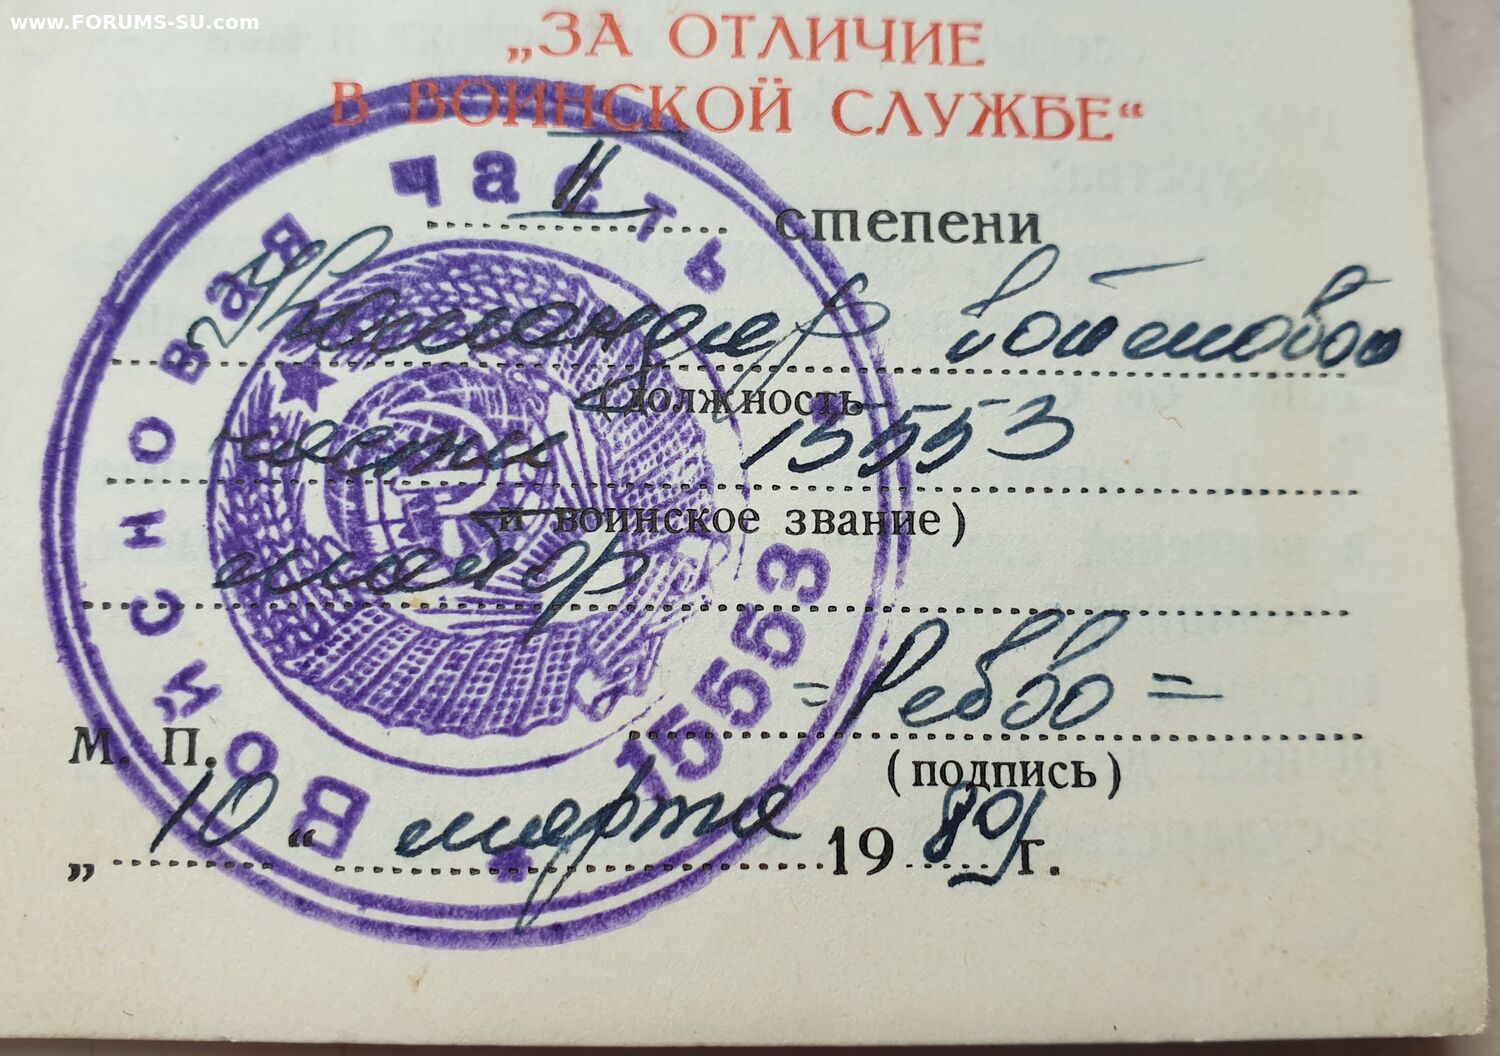 www.FORUMS-SU.com
„ЗА ОТЛИЧИЕ
В ВОИНСКОЙ СЛУЖБЕ“
II степени
командир войсковой
(должность
части 15553
и воинское звание)
майор
М. П.
(подпись)
„10“ марта 1989 г.
Войсковая часть
15553